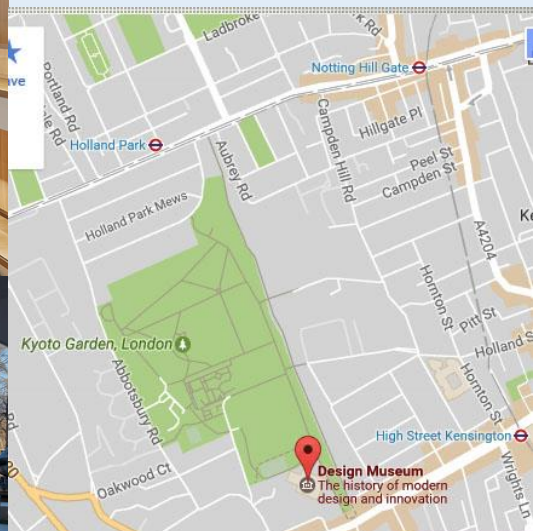 Ladbroke
Notting Hill Gate
Portland Rd
Holland Park
Aubrey Rd
Campden Hill Rd
Hillgate Pl
Peel St
Campden St
Holland Park Mews
A4204
Hornton St
Pitt St
Holland S
Kyoto Garden, London
Abbotsbury Rd
Hornton St
High Street Kensington
Design Museum
The history of modern
design and innovation
Oakwood Ct
Wrights Ln